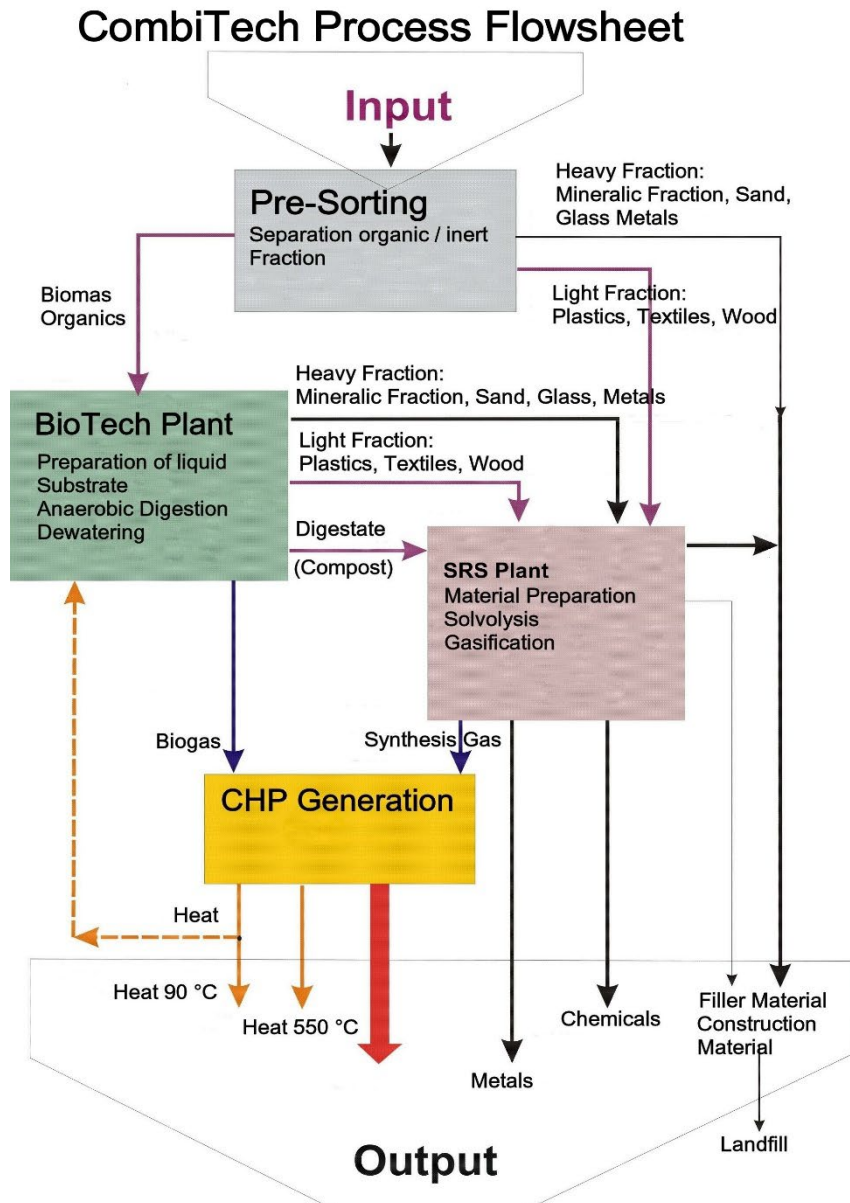 CombiTech Process Flowsheet
Input
Pre-Sorting
Separation organic / inert
Fraction
Heavy Fraction:
Mineralic Fraction, Sand,
Glass Metals
Light Fraction:
Plastics, Textiles, Wood
Biomas
Organics
BioTech Plant
Preparation of liquid
Substrate
Anaerobic Digestion
Dewatering
Heavy Fraction:
Mineralic Fraction, Sand, Glass, Metals
Light Fraction:
Plastics, Textiles, Wood
Digestate
(Compost)
SRS Plant
Material Preparation
Solvolysis
Gasification
Biogas
Synthesis Gas
CHP Generation
Heat
Heat 90 °C
Heat 550 °C
Metals
Chemicals
Filler Material
Construction
Material
Landfill
Output